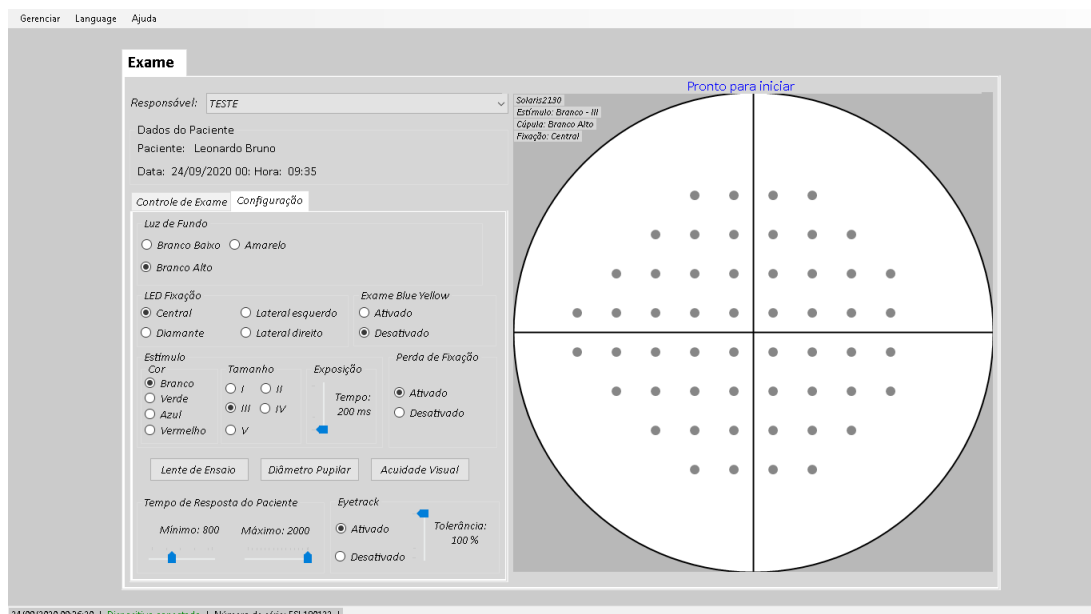 Gerenciar Language Ajuda
Exame
Pronto para iniciar
Responsável: TESTE
Solaris2130
Estímulo: Branco - III
Cúpula: Branco Alto
Fixação: Central
Dados do Paciente
Paciente: Leonardo Bruno
Data: 24/09/2020 00: Hora: 09:35
Controle de Exame Configuração
Luz de Fundo
Branco Baixo Amarelo
Branco Alto
LED Fixação Exame Blue Yellow
Central Lateral esquerdo Ativado
Diamante Lateral direito Desativado
Estímulo Perda de Fixação
Cor Tamanho Exposição
Branco I II Ativado
Verde Tempo:
Azul III IV 200 ms Desativado
Vermelho V
Lente de Ensaio Diâmetro Pupilar Acuidade Visual
Tempo de Resposta do Paciente Eyetrack
Mínimo: 800 Máximo: 2000 Ativado Tolerância:
100 %
Desativado